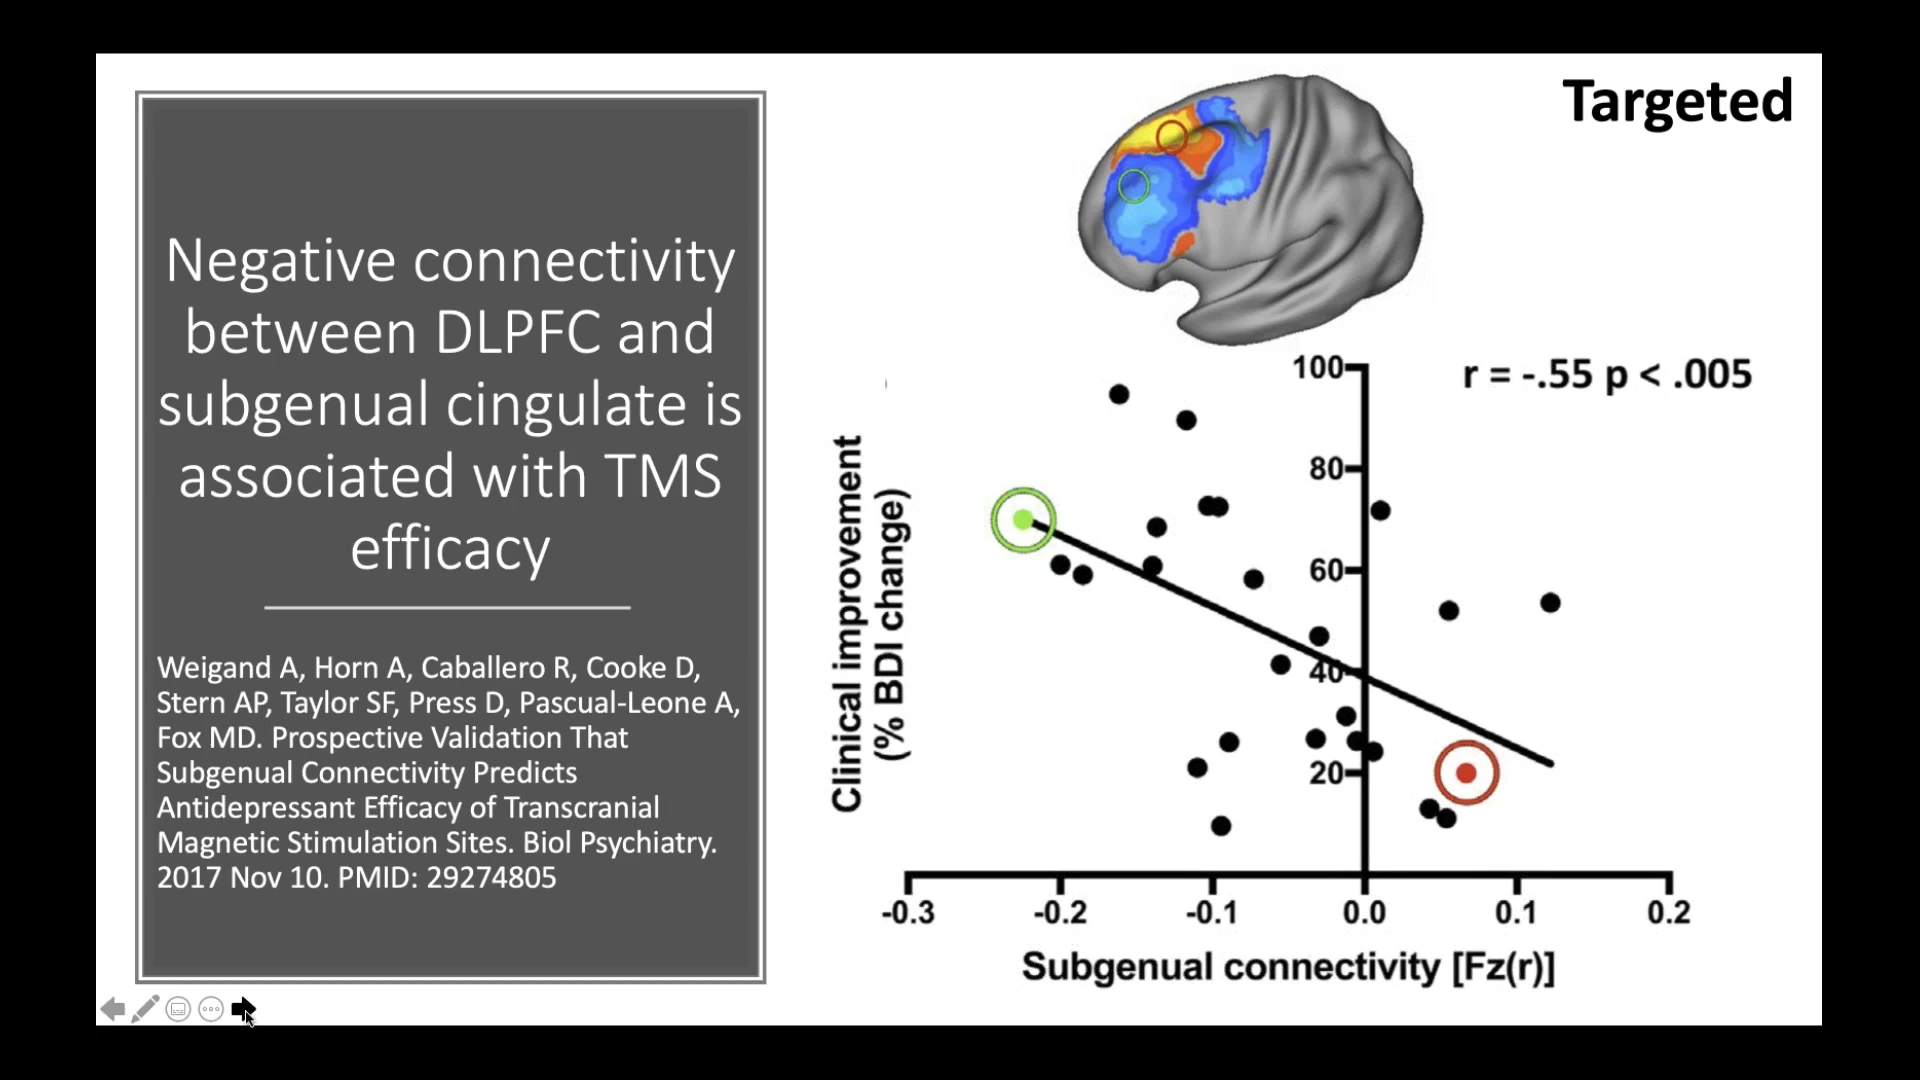 Targeted
Negative connectivity
between DLPFC and
subgenual cingulate is
associated with TMS
efficacy
Weigand A, Horn A, Caballero R, Cooke D,
Stern AP, Taylor SF, Press D, Pascual-Leone A,
Fox MD. Prospective Validation That
Subgenual Connectivity Predicts
Antidepressant Efficacy of Transcranial
Magnetic Stimulation Sites. Biol Psychiatry.
2017 Nov 10. PMID: 29274805
r = -.55 p < .005
Clinical improvement
(% BDI change)
100
80
60
40
20
-0.3 -0.2 -0.1 0.0 0.1 0.2
Subgenual connectivity [Fz(r)]